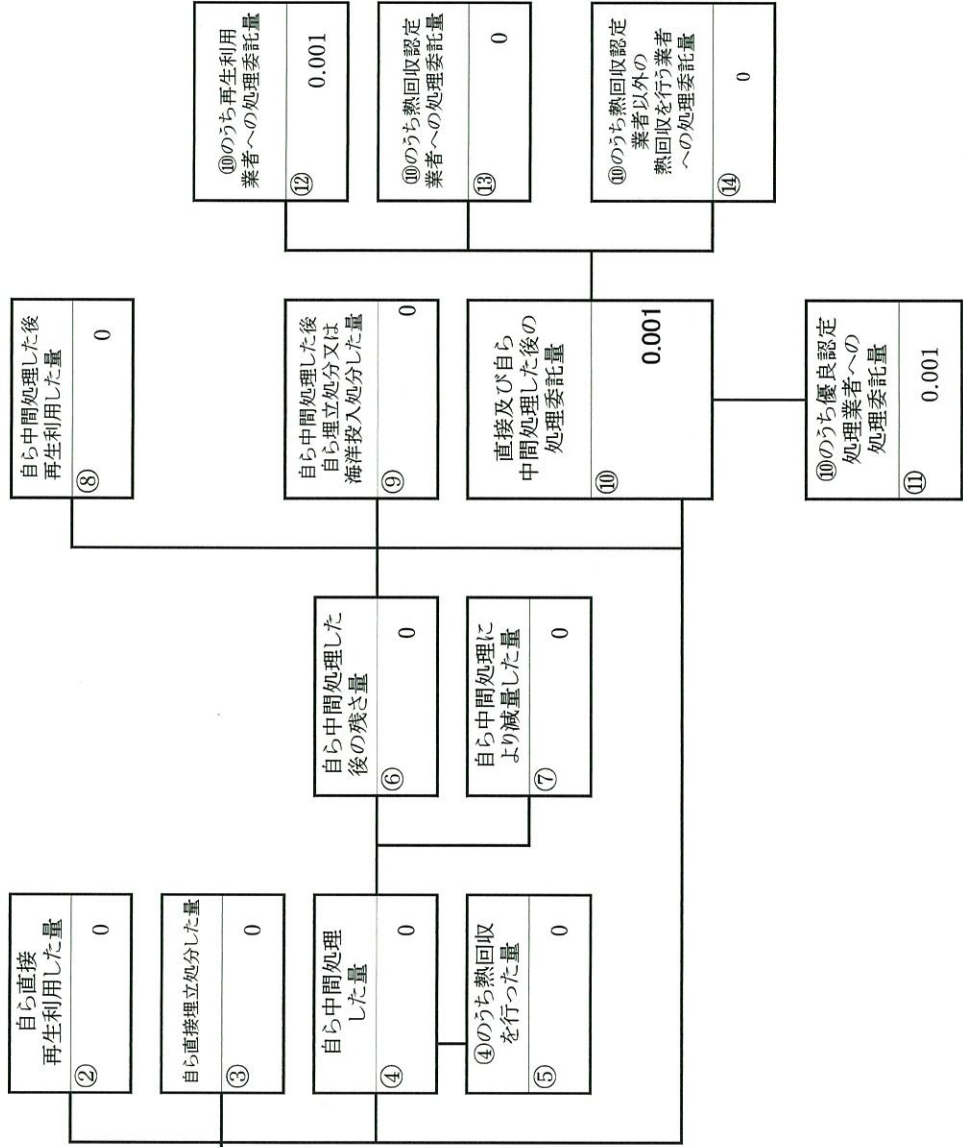 自ら直接
再生利用した量
②
0
自ら直接埋立処分した量
③
0
自ら中間処理
した量
④
0
④のうち熱回収
を行った量
⑤
0
自ら中間処理した
後の残さ量
⑥
0
自ら中間処理に
より減量した量
⑦
0
自ら中間処理した後
再生利用した量
⑧
0
自ら中間処理した後
自ら埋立処分又は
海洋投入処分した量
⑨
0
直接及び自ら
中間処理した後の
処理委託量
⑩
0.001
⑩のうち優良認定
処理業者への
処理委託量
⑪
0.001
⑩のうち再生利用
業者への処理委託量
⑫
0.001
⑩のうち熱回収認定
業者への処理委託量
⑬
0
⑩のうち熱回収認定
業者以外の
熱回収を行う業者
への処理委託量
⑭
0